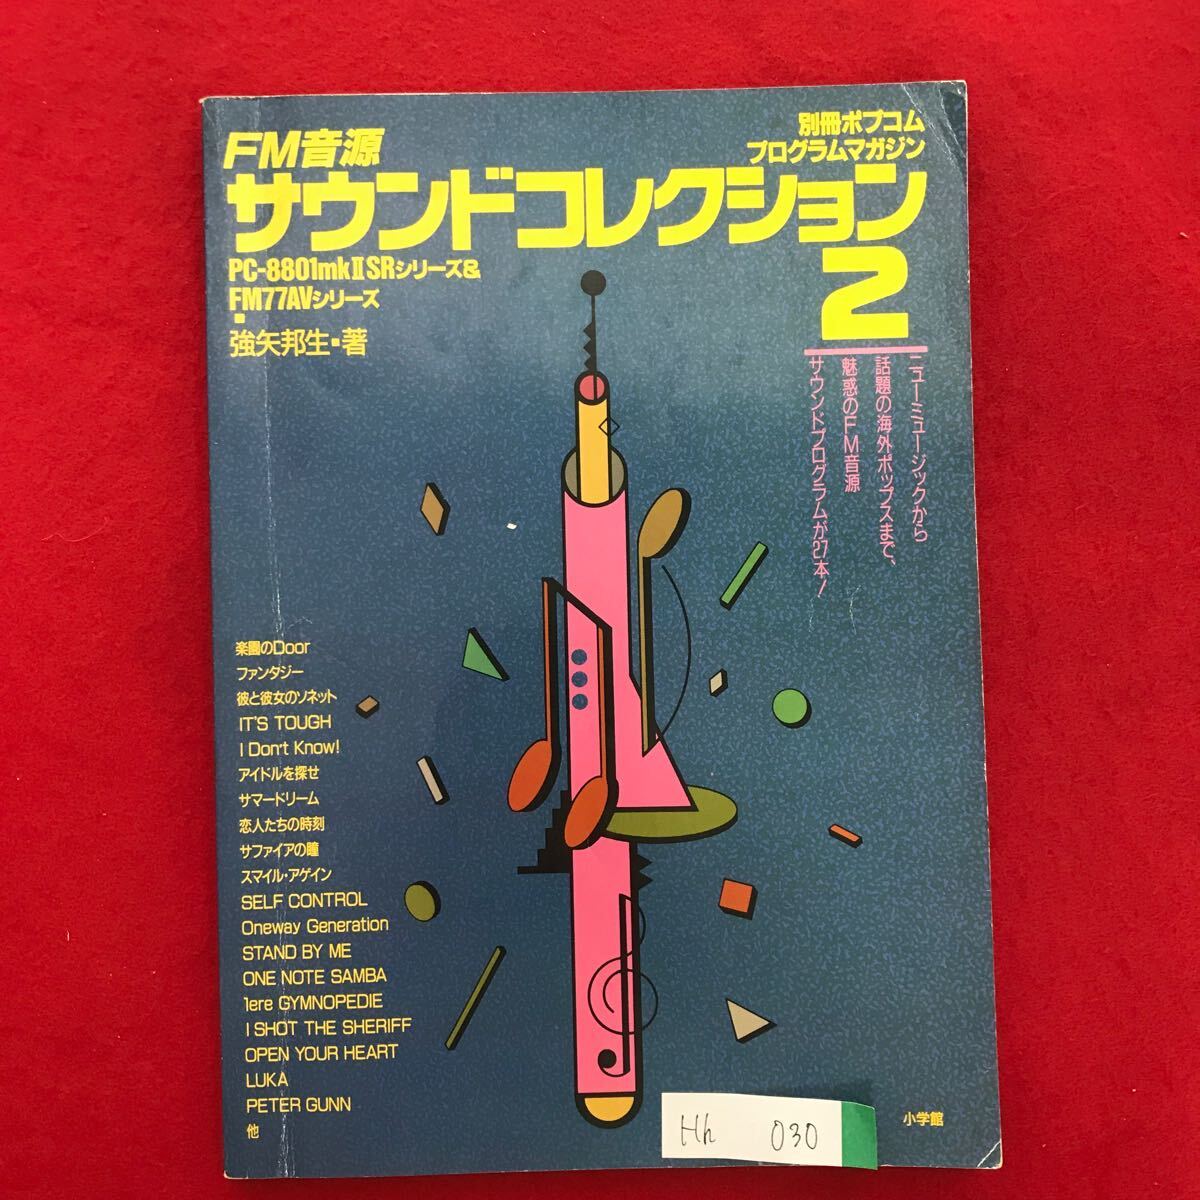 FM音源
別冊ポプコム
プログラムマガジン
サウンドコレクション
2
PC-8801mkⅡSRシリーズ&
FM77AVシリーズ
強矢邦生・著
ニューミュージックから
話題の海外ポップスまで、
魅惑のFM音源
サウンドプログラムが27本!
楽園のDoor
ファンタジー
彼と彼女のソネット
IT'S TOUGH
I Don't Know!
アイドルを探せ
サマードリーム
恋人たちの時刻
サファイアの瞳
スマイル・アゲイン
SELF CONTROL
Oneway Generation
STAND BY ME
ONE NOTE SAMBA
1ere GYMNOPEDIE
I SHOT THE SHERIFF
OPEN YOUR HEART
LUKA
PETER GUNN
他
小学館
Hh 030